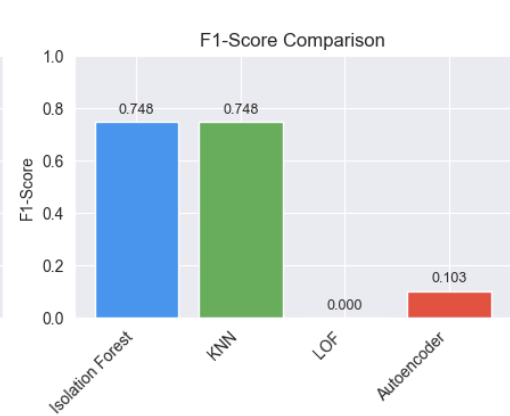 F1-Score Comparison
1.0
0.8
0.6
0.4
0.2
0.0
F1-Score
0.748
0.748
0.000
0.103
Isolation Forest
KNN
LOF
Autoencoder